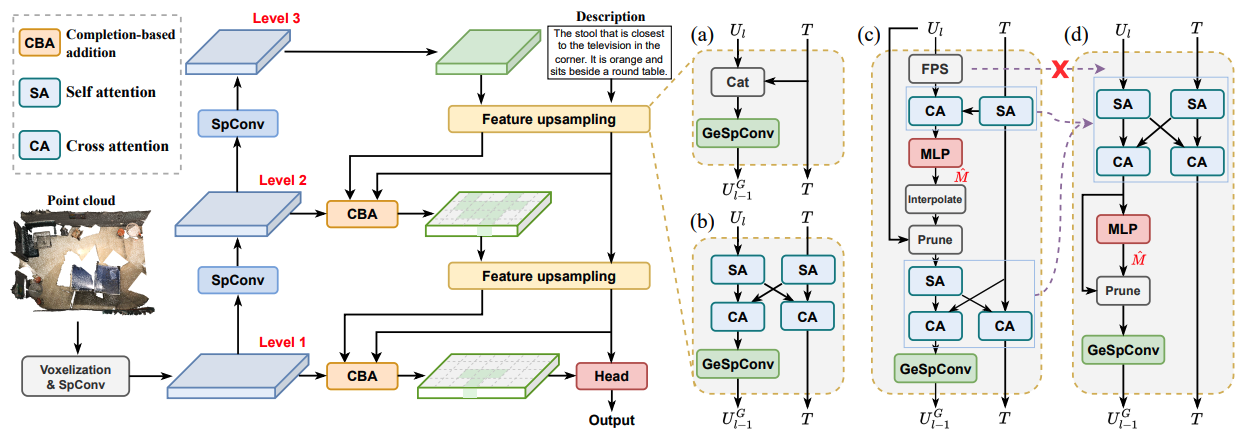 CBA
Completion-based
addition
SA
Self attention
CA
Cross attention
Point cloud
Voxelization
& SpConv
Level 3
SpConv
Level 2
SpConv
Level 1
Description
The stool that is closest
to the television in the
corner. It is orange and
sits beside a round table.
Feature upsampling
CBA
Feature upsampling
CBA
Head
Output
(a)
U_l T
Cat
GeSpConv
U_{l-1}^G T
(b)
U_l T
SA SA
CA CA
GeSpConv
U_{l-1}^G T
(c)
U_l T
FPS
CA SA
MLP
M̂
Interpolate
Prune
SA
CA CA
GeSpConv
U_{l-1}^G T
X
(d)
U_l T
SA SA
CA CA
MLP
M̂
Prune
GeSpConv
U_{l-1}^G T